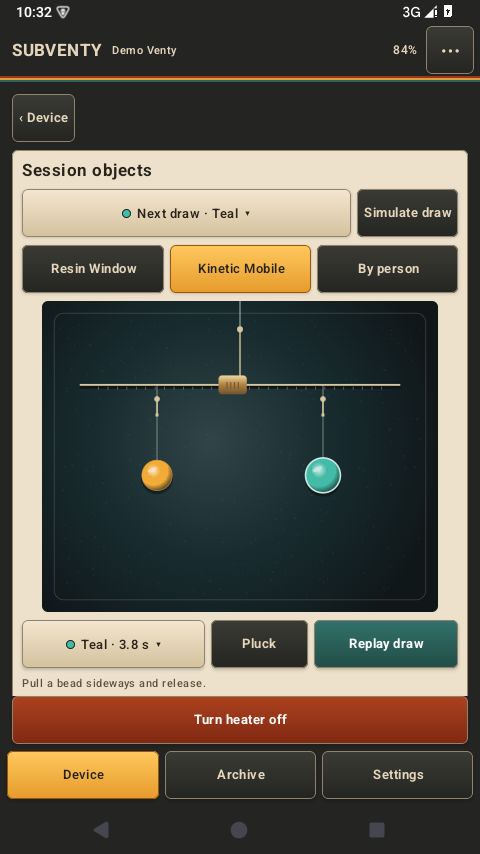 10:32
3G
SUBVENTY Demo Venty 84% •••
‹ Device
Session objects
Next draw · Teal ▾
Simulate draw
Resin Window
Kinetic Mobile
By person
Teal · 3.8 s ▾
Pluck
Replay draw
Pull a bead sideways and release.
Turn heater off
Device
Archive
Settings